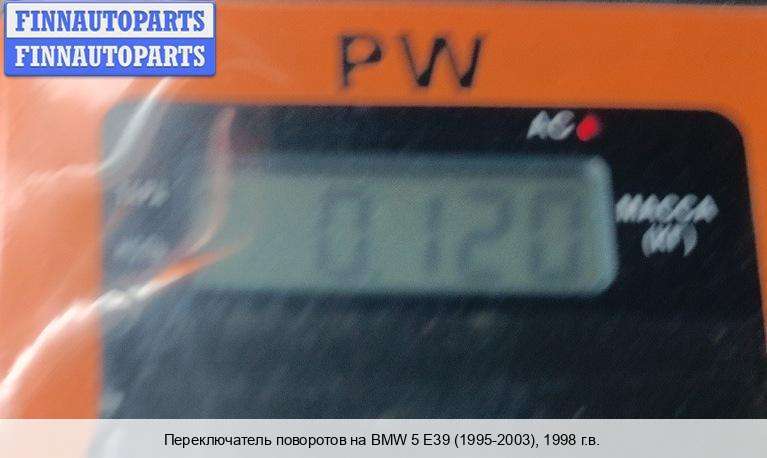 FINNAUTOPARTS
FINNAUTOPARTS
PW
AC
0120
МАССА
(КГ)
Переключатель поворотов на BMW 5 E39 (1995-2003), 1998 г.в.